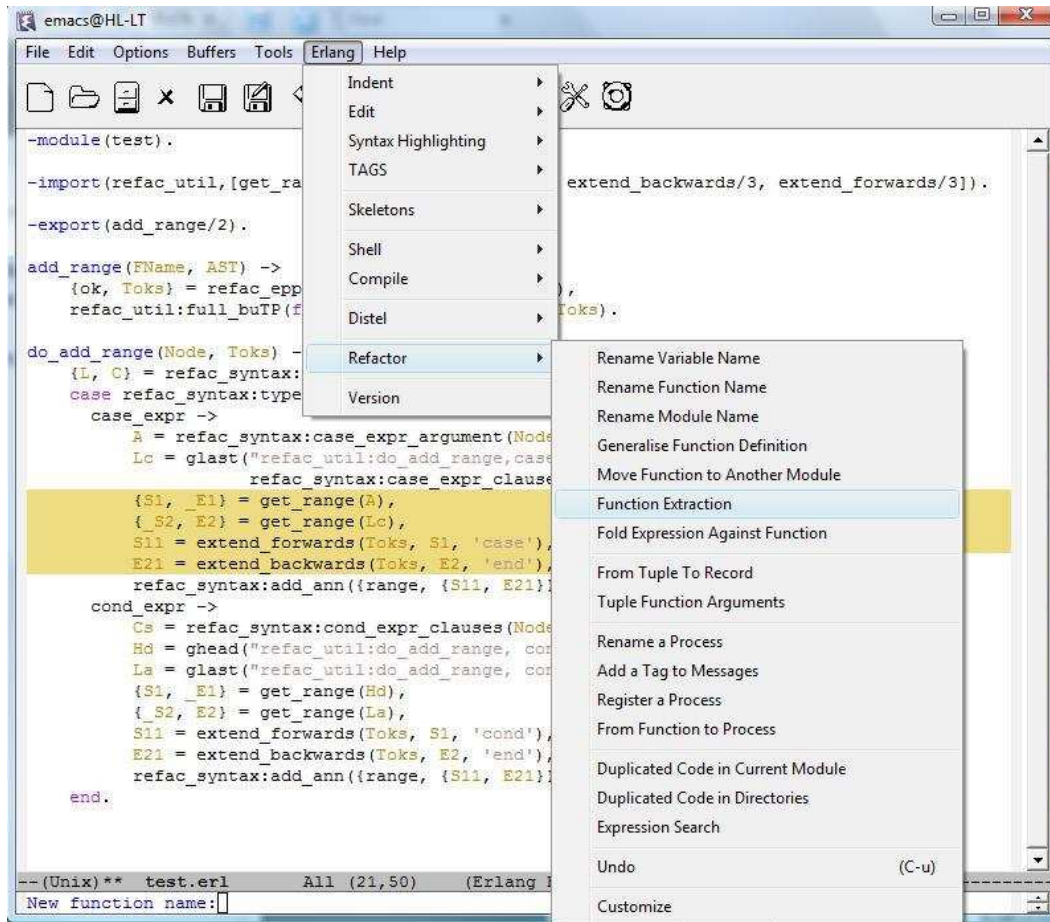 emacs@HL-LT
File Edit Options Buffers Tools Erlang Help
Indent
Edit
Syntax Highlighting
TAGS
Skeletons
Shell
Compile
Distel
Refactor
Version
Rename Variable Name
Rename Function Name
Rename Module Name
Generalise Function Definition
Move Function to Another Module
Function Extraction
Fold Expression Against Function
From Tuple To Record
Tuple Function Arguments
Rename a Process
Add a Tag to Messages
Register a Process
From Function to Process
Duplicated Code in Current Module
Duplicated Code in Directories
Expression Search
Undo (C-u)
Customize
-module(test).
-import(refac_util,[get_ra extend_backwards/3, extend_forwards/3]).
-export(add_range/2).
add_range(FName, AST) ->
{ok, Toks} = refac_epp ),
refac_util:full_buTP(f Toks).
do_add_range(Node, Toks) -
{L, C} = refac_syntax:
case refac_syntax:type
case_expr ->
A = refac_syntax:case_expr_argument(Node
Lc = glast("refac_util:do_add_range,case
refac_syntax:case_expr_clause
{S1, _E1} = get_range(A),
{_S2, E2} = get_range(Lc),
S11 = extend_forwards(Toks, S1, 'case'),
E21 = extend_backwards(Toks, E2, 'end'),
refac_syntax:add_ann({range, {S11, E21}}
cond_expr ->
Cs = refac_syntax:cond_expr_clauses(Node
Hd = ghead("refac_util:do_add_range, con
La = glast("refac_util:do_add_range, con
{S1, _E1} = get_range(Hd),
{_S2, E2} = get_range(La),
S11 = extend_forwards(Toks, S1, 'cond'),
E21 = extend_backwards(Toks, E2, 'end'),
refac_syntax:add_ann({range, {S11, E21}}
end.
--(Unix)** test.erl All (21,50) (Erlang
New function name: